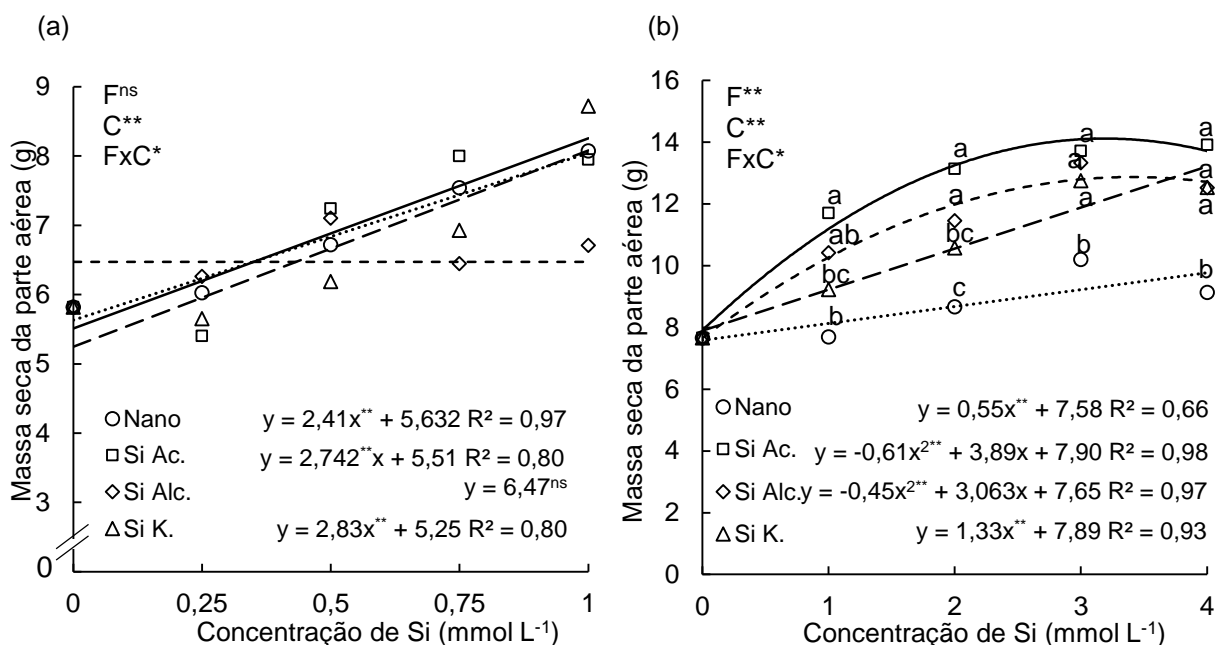 (a)
Massa seca da parte aérea (g)
9
8
7
6
5
4
3
0
F^ns
C**
FxC*
Nano y = 2,41x** + 5,632 R² = 0,97
Si Ac. y = 2,742**x + 5,51 R² = 0,80
Si Alc. y = 6,47^ns
Si K. y = 2,83x** + 5,25 R² = 0,80
0 0,25 0,5 0,75 1
Concentração de Si (mmol L⁻¹)
(b)
Massa seca da parte aérea (g)
16
14
12
10
8
6
4
2
0
F**
C**
FxC*
a a a a
ab a a a
bc bc a a
b c b b
Nano y = 0,55x** + 7,58 R² = 0,66
Si Ac. y = -0,61x²** + 3,89x + 7,90 R² = 0,98
Si Alc. y = -0,45x²** + 3,063x + 7,65 R² = 0,97
Si K. y = 1,33x** + 7,89 R² = 0,93
0 1 2 3 4
Concentração de Si (mmol L⁻¹)